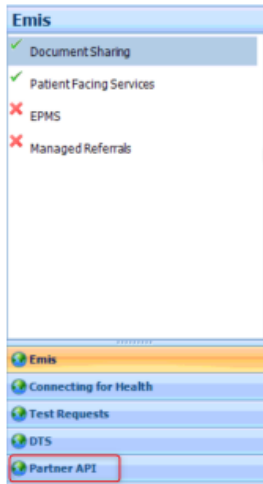 Emis
Document Sharing
Patient Facing Services
EPMS
Managed Referrals
Emis
Connecting for Health
Test Requests
DTS
Partner API